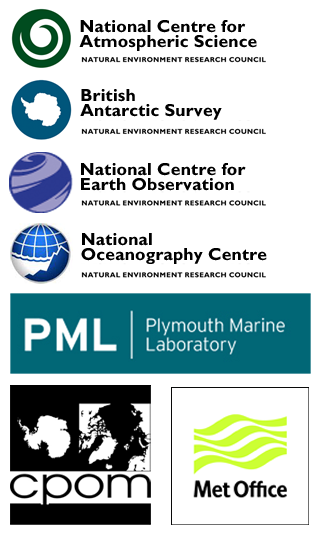 National Centre for
Atmospheric Science
NATURAL ENVIRONMENT RESEARCH COUNCIL
British
Antarctic Survey
NATURAL ENVIRONMENT RESEARCH COUNCIL
National Centre for
Earth Observation
NATURAL ENVIRONMENT RESEARCH COUNCIL
National
Oceanography Centre
NATURAL ENVIRONMENT RESEARCH COUNCIL
PML
Plymouth Marine
Laboratory
cpom
Met Office